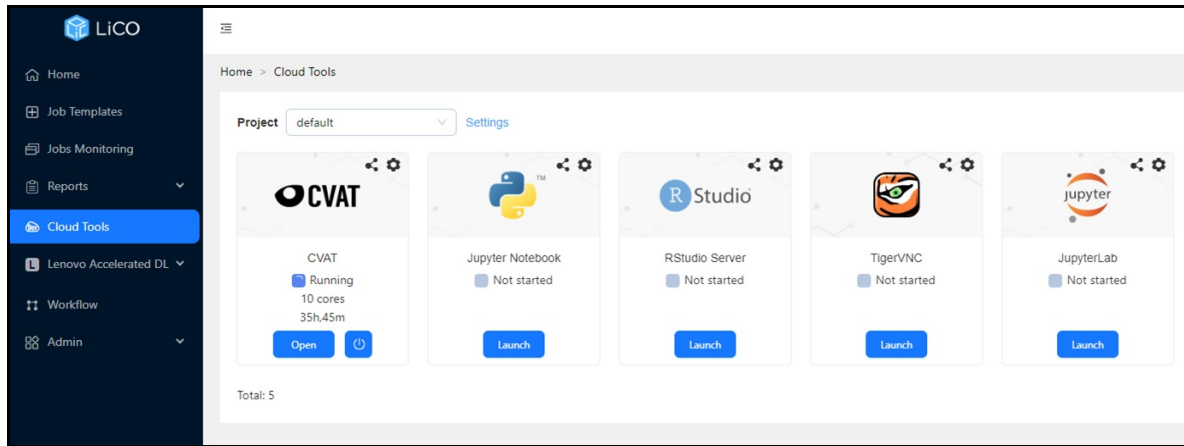 LiCO
Home
Job Templates
Jobs Monitoring
Reports
Cloud Tools
L Lenovo Accelerated DL
Workflow
Admin
Home > Cloud Tools
Project default Settings
CVAT
CVAT
Running
10 cores
35h,45m
Open
TM
Jupyter Notebook
Not started
Launch
R Studio
RStudio Server
Not started
Launch
TigerVNC
Not started
Launch
jupyter
JupyterLab
Not started
Launch
Total: 5